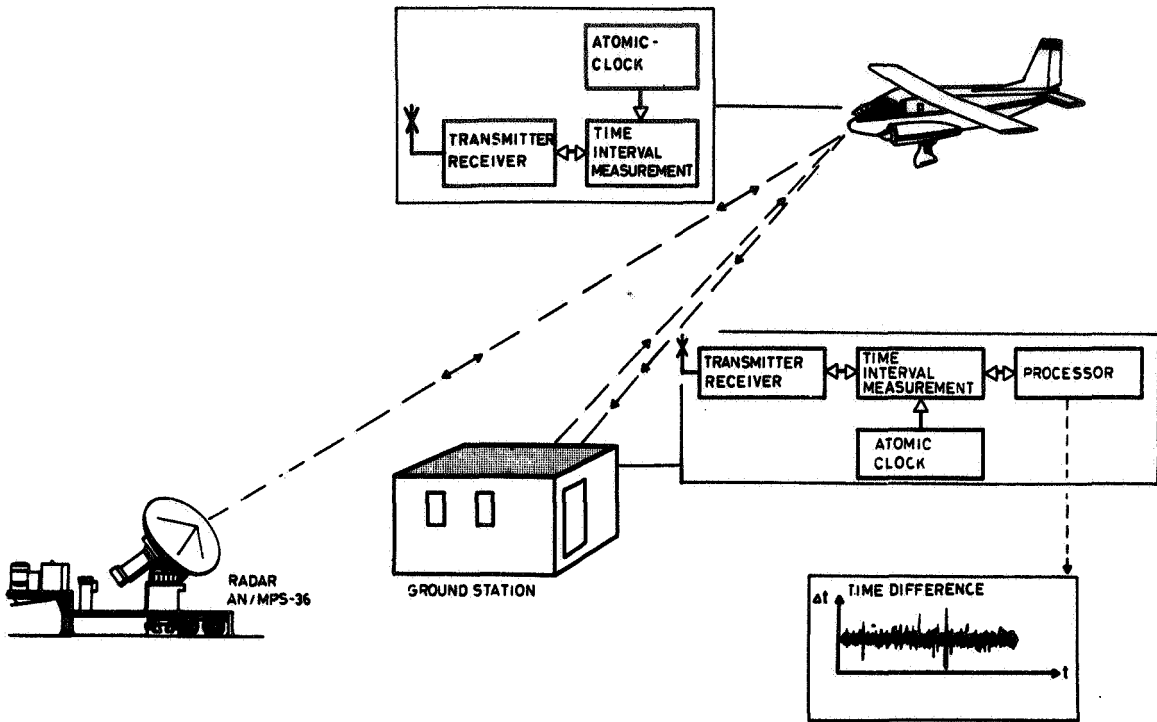 ATOMIC-
CLOCK
TRANSMITTER
RECEIVER
TIME
INTERVAL
MEASUREMENT
TRANSMITTER
RECEIVER
TIME
INTERVAL
MEASUREMENT
PROCESSOR
ATOMIC
CLOCK
RADAR
AN/MPS-36
GROUND STATION
Δt
TIME DIFFERENCE
t